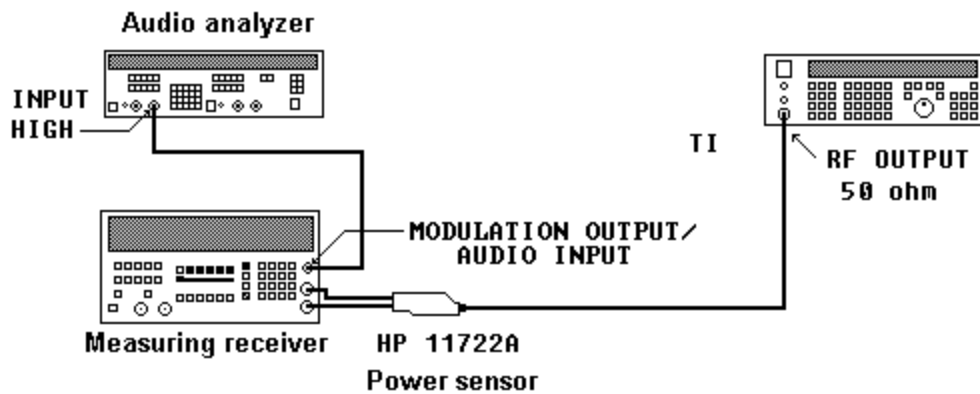 Audio analyzer
INPUT
HIGH
TI
RF OUTPUT
50 ohm
MODULATION OUTPUT/
AUDIO INPUT
Measuring receiver
HP 11722A
Power sensor